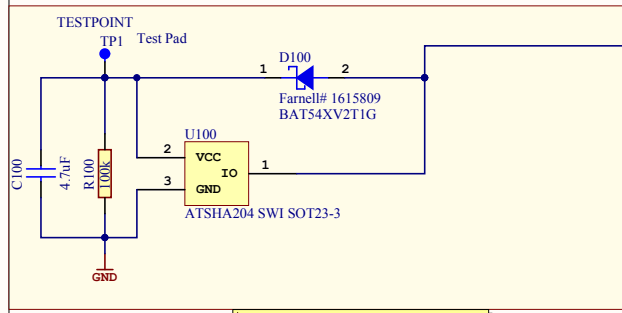 TESTPOINT
TP1 Test Pad
D100
1 2
Farnell# 1615809
BAT54XV2T1G
U100
2 VCC
IO 1
3 GND
ATSHA204 SWI SOT23-3
C100
4.7uF
R100
100k
GND